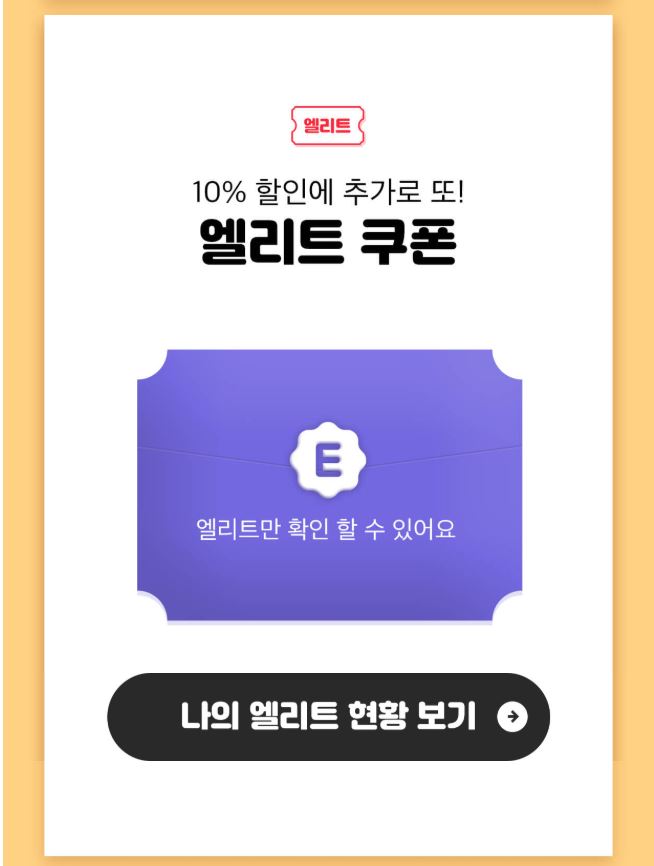 엘리트
10% 할인에 추가로 또!
엘리트 쿠폰
E
엘리트만 확인 할 수 있어요
나의 엘리트 현황 보기